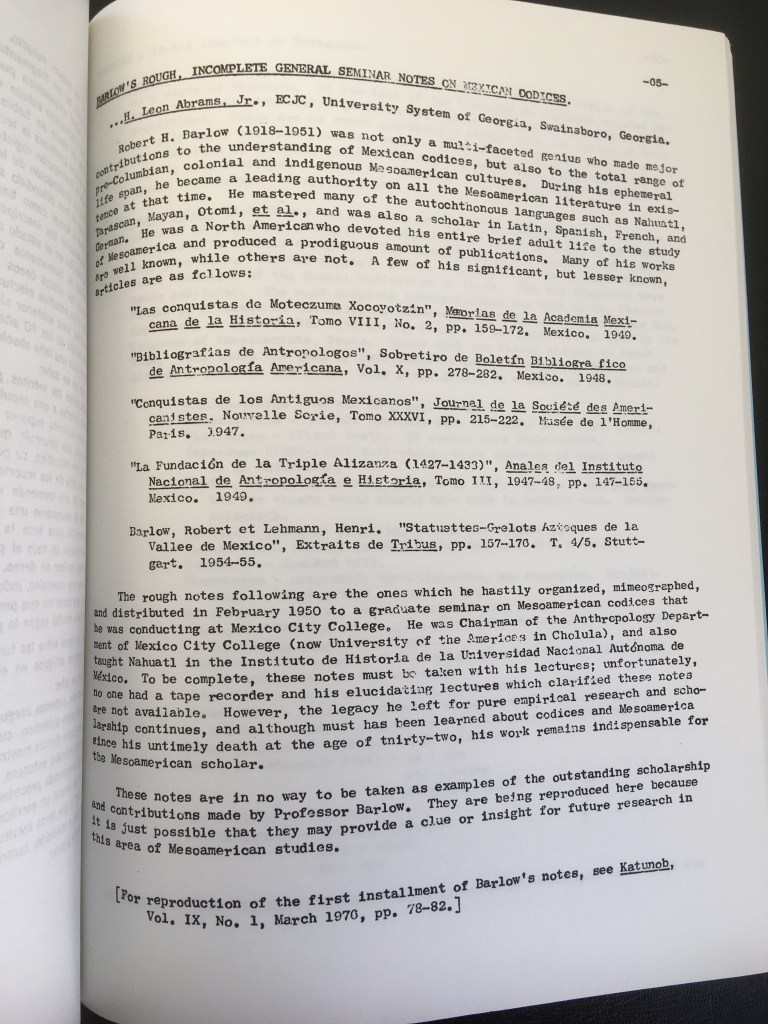 -05-
BARLOW'S ROUGH, INCOMPLETE GENERAL SEMINAR NOTES ON MEXICAN CODICES.
...H. Leon Abrams, Jr., ECJC, University System of Georgia, Swainsboro, Georgia.
Robert H. Barlow (1918-1951) was not only a multi-faceted genius who made major
contributions to the understanding of Mexican codices, but also to the total range of
pre-Columbian, colonial and indigenous Mesoamerican cultures. During his ephemeral
life span, he became a leading authority on all the Mesoamerican literature in exis-
tence at that time. He mastered many of the autochthonous languages such as Nahuatl,
Tarascan, Mayan, Otomi, et al., and was also a scholar in Latin, Spanish, French, and
German. He was a North American who devoted his entire brief adult life to the study
of Mesoamerica and produced a prodiguous amount of publications. Many of his works
are well known, while others are not. A few of his significant, but lesser known,
articles are as follows:
"Las conquistas de Moteczuma Xocoyotzin", Memorias de la Academia Mexi-
cana de la Historia, Tomo VIII, No. 2, pp. 159-172. Mexico. 1949.
"Bibliografias de Antropologos", Sobretiro de Boletín Bibliogra fico
de Antropología Americana, Vol. X, pp. 278-282. Mexico. 1948.
"Conquistas de los Antiguos Mexicanos", Journal de la Société des Ameri-
canistes. Nouvelle Serie, Tomo XXXVI, pp. 215-222. Musée de l'Homme,
Paris. 1947.
"La Fundación de la Triple Alizanza (1427-1433)", Anales del Instituto
Nacional de Antropología e Historia, Tomo III, 1947-48, pp. 147-155.
Mexico. 1949.
Barlow, Robert et Lehmann, Henri. "Statuettes-Grelots Azteques de la
Vallee de Mexico", Extraits de Tribus, pp. 157-176. T. 4/5. Stutt-
gart. 1954-55.
The rough notes following are the ones which he hastily organized, mimeographed,
and distributed in February 1950 to a graduate seminar on Mesoamerican codices that
he was conducting at Mexico City College. He was Chairman of the Anthropology Depart-
ment of Mexico City College (now University of the Americas in Cholula), and also
taught Nahuatl in the Instituto de Historia de la Universidad Nacional Autónoma de
México. To be complete, these notes must be taken with his lectures; unfortunately,
no one had a tape recorder and his elucidating lectures which clarified these notes
are not available. However, the legacy he left for pure empirical research and scho-
larship continues, and although must has been learned about codices and Mesoamerica
since his untimely death at the age of thirty-two, his work remains indispensable for
the Mesoamerican scholar.
These notes are in no way to be taken as examples of the outstanding scholarship
and contributions made by Professor Barlow. They are being reproduced here because
it is just possible that they may provide a clue or insight for future research in
this area of Mesoamerican studies.
[For reproduction of the first installment of Barlow's notes, see Katunob,
Vol. IX, No. 1, March 1976, pp. 78-82.]